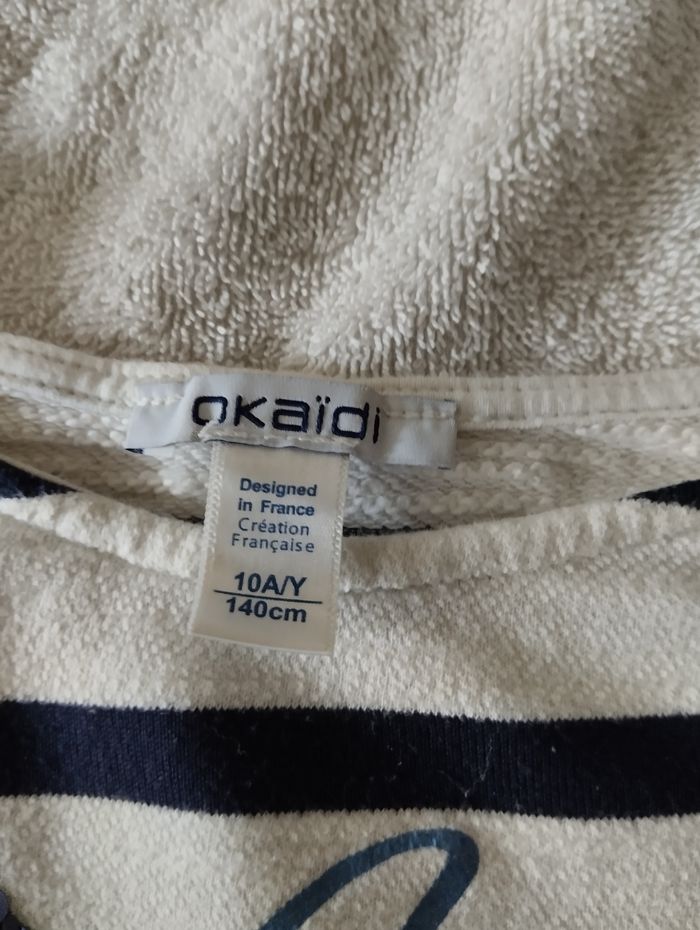 okaïdi
Designed
in France
Création
Française
10A/Y
140cm